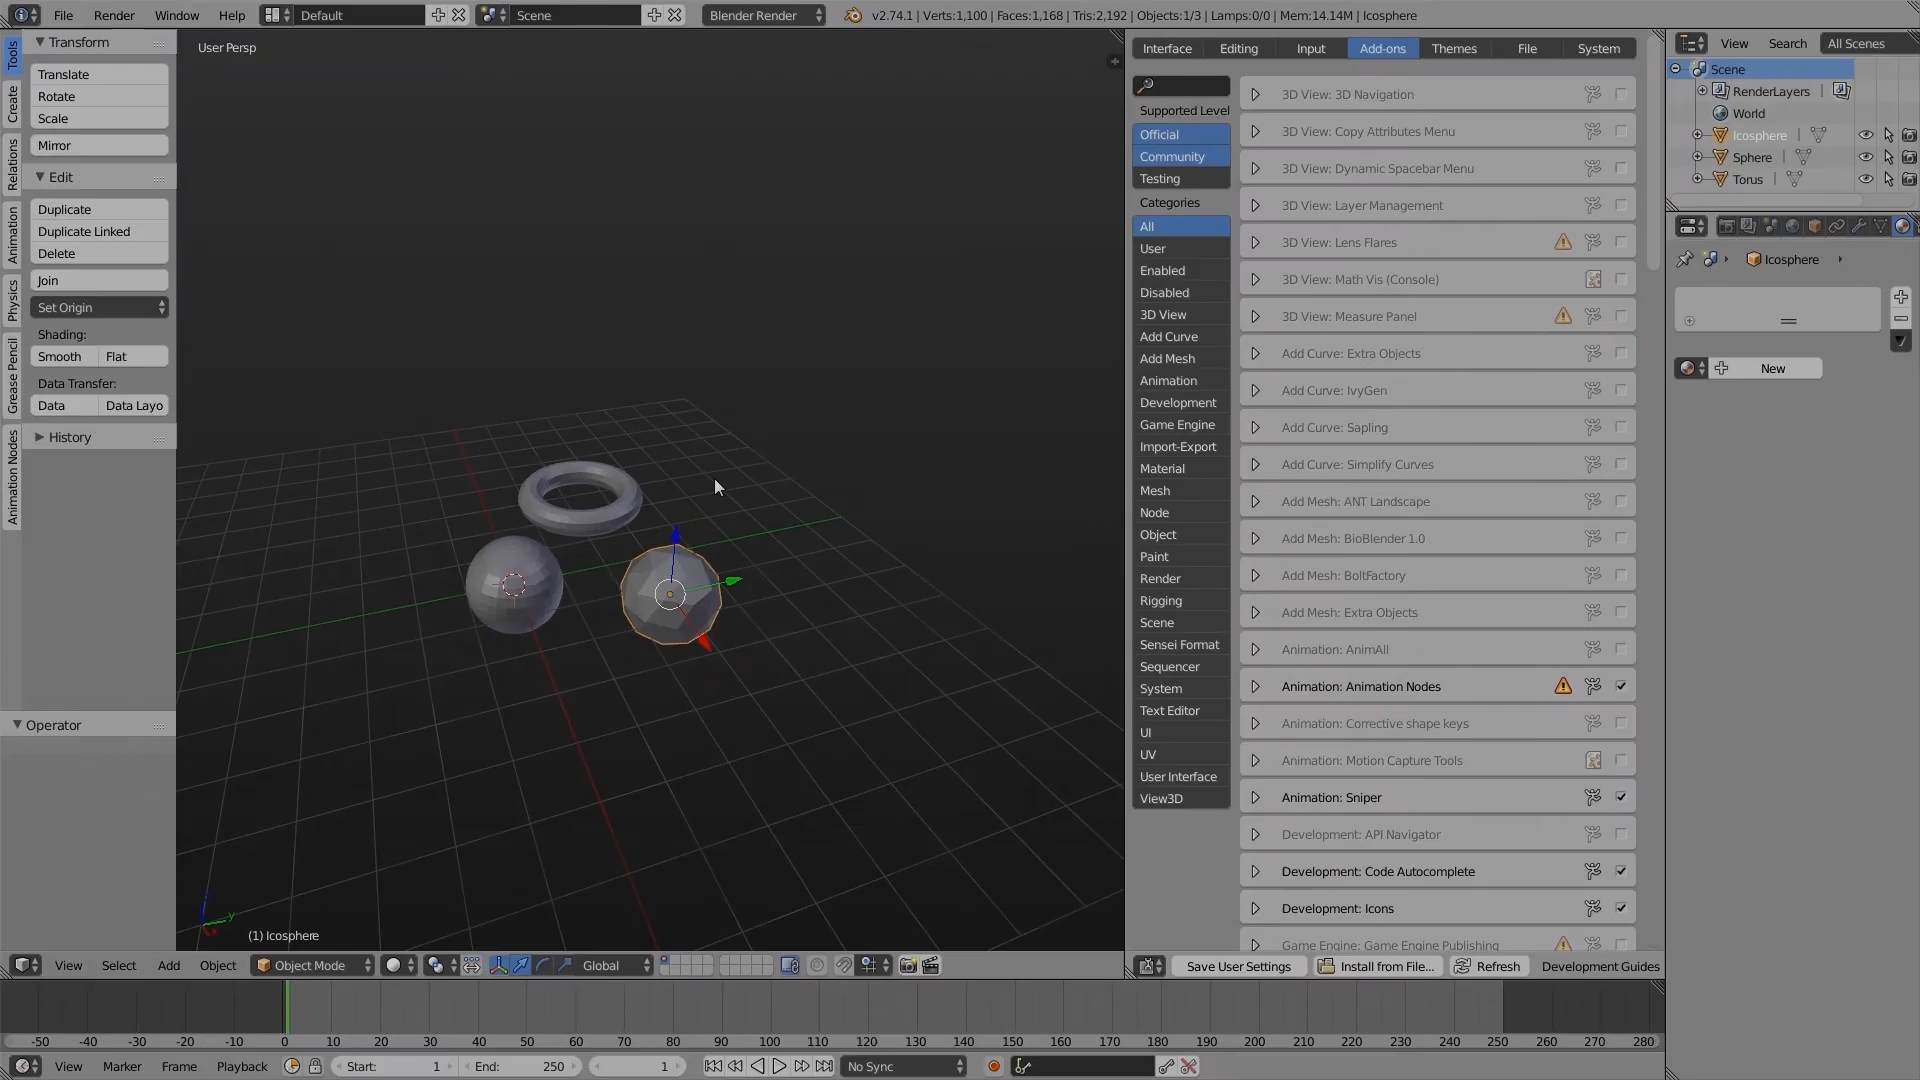 File Render Window Help Default Scene Blender Render v2.74.1 | Verts:1,100 | Faces:1,168 | Tris:2,192 | Objects:1/3 | Lamps:0/0 | Mem:14.14M | Icosphere
Tools
Create
Relations
Animation
Physics
Grease Pencil
Animation Nodes
Transform
Translate
Rotate
Scale
Mirror
Edit
Duplicate
Duplicate Linked
Delete
Join
Set Origin
Shading:
Smooth Flat
Data Transfer:
Data Data Layo
History
Operator
User Persp
(1) Icosphere
y
View Select Add Object Object Mode Global
Interface Editing Input Add-ons Themes File System
Supported Level
Official
Community
Testing
Categories
All
User
Enabled
Disabled
3D View
Add Curve
Add Mesh
Animation
Development
Game Engine
Import-Export
Material
Mesh
Node
Object
Paint
Render
Rigging
Scene
Sensei Format
Sequencer
System
Text Editor
UI
UV
User Interface
View3D
3D View: 3D Navigation
3D View: Copy Attributes Menu
3D View: Dynamic Spacebar Menu
3D View: Layer Management
3D View: Lens Flares
3D View: Math Vis (Console)
3D View: Measure Panel
Add Curve: Extra Objects
Add Curve: IvyGen
Add Curve: Sapling
Add Curve: Simplify Curves
Add Mesh: ANT Landscape
Add Mesh: BioBlender 1.0
Add Mesh: BoltFactory
Add Mesh: Extra Objects
Animation: AnimAll
Animation: Animation Nodes
Animation: Corrective shape keys
Animation: Motion Capture Tools
Animation: Sniper
Development: API Navigator
Development: Code Autocomplete
Development: Icons
Game Engine: Game Engine Publishing
Save User Settings Install from File... Refresh Development Guides
View Search All Scenes
Scene
RenderLayers |
World
Icosphere |
Sphere |
Torus |
Icosphere
New
-50 -40 -30 -20 -10 0 10 20 30 40 50 60 70 80 90 100 110 120 130 140 150 160 170 180 190 200 210 220 230 240 250 260 270 280
View Marker Frame Playback Start: 1 End: 250 1 No Sync